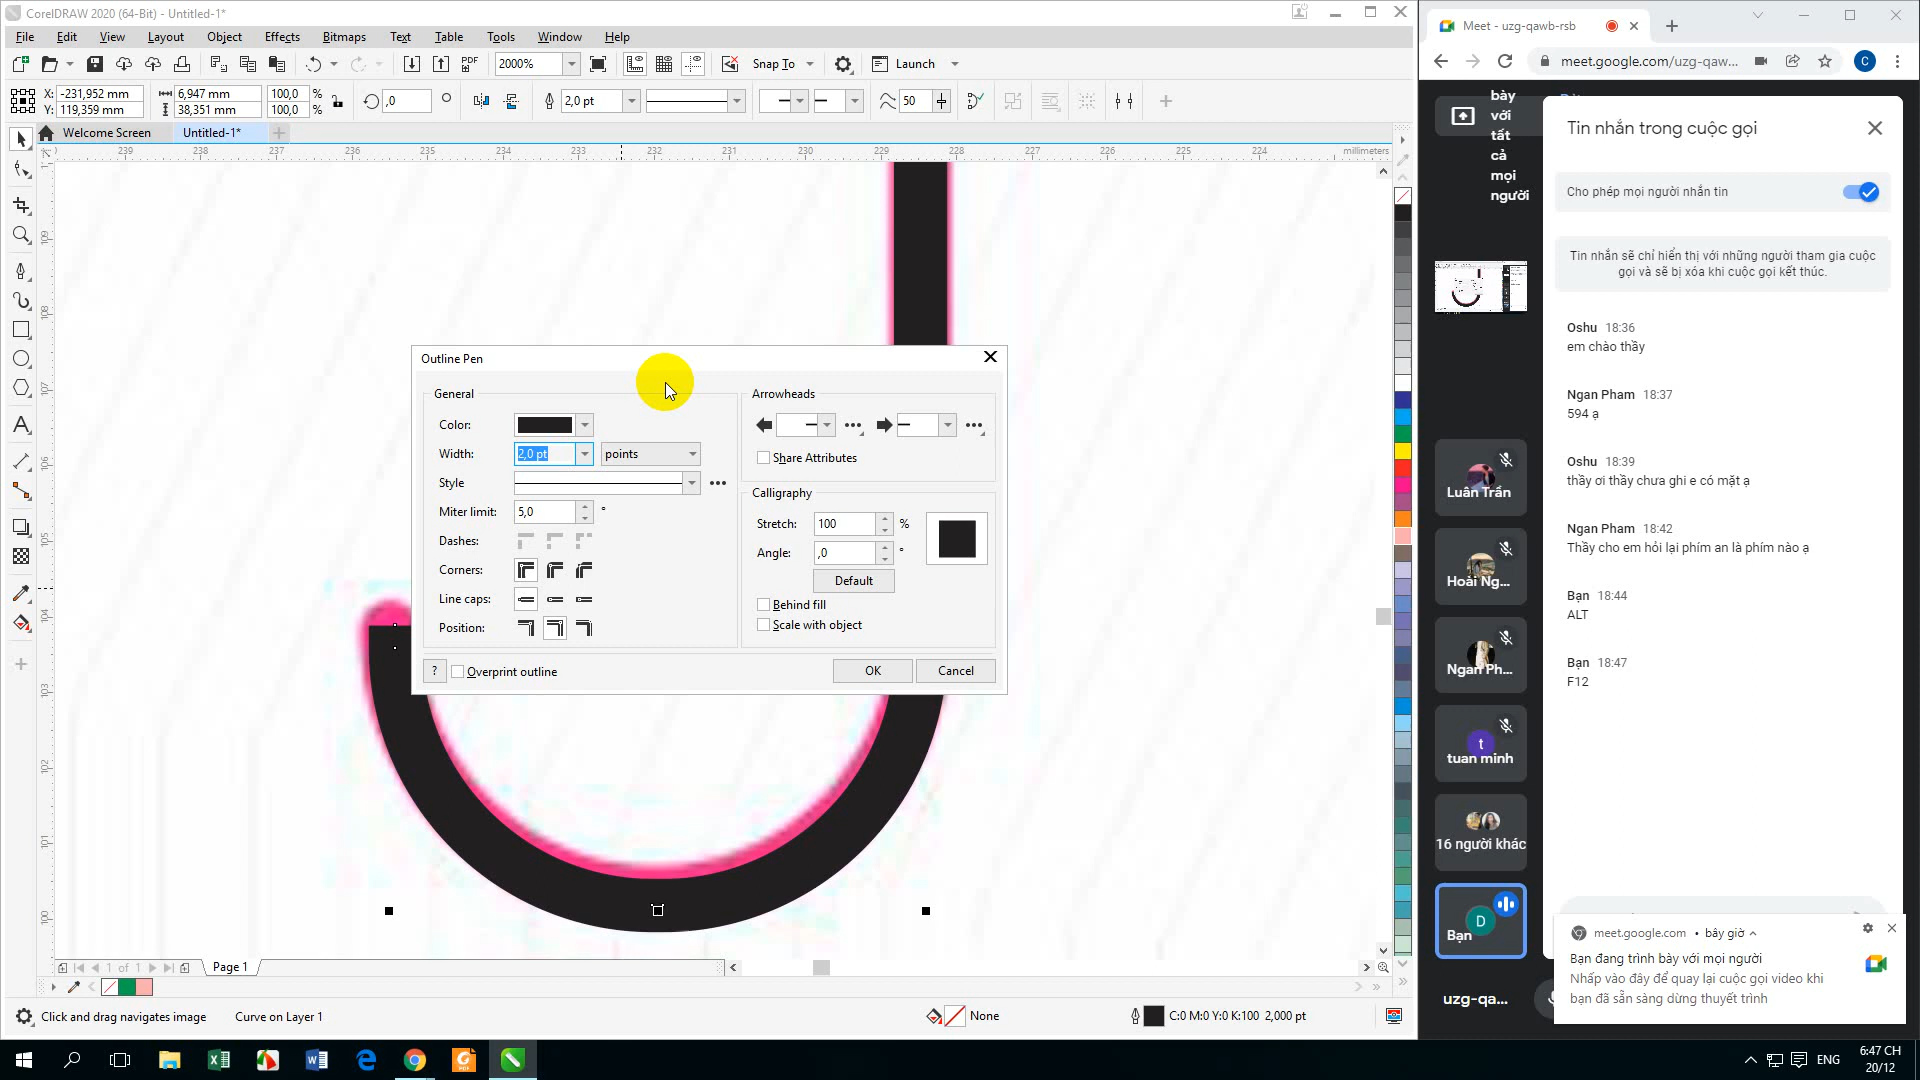 CorelDRAW 2020 (64-Bit) - Untitled-1*
File Edit View Layout Object Effects Bitmaps Text Table Tools Window Help
PDF 2000% Snap To Launch
X: -231,952 mm 6,947 mm 100,0 % ,0 ° 2,0 pt 50
Y: 119,359 mm 38,351 mm 100,0 %
Welcome Screen Untitled-1*
239 238 237 236 235 234 233 232 231 230 229 228 227 226 225 224 millimeters
109
108
107
106
105
104
103
102
101
100
Outline Pen
General
Color:
Width: 2,0 pt points
Style
Miter limit: 5,0 °
Dashes:
Corners:
Line caps:
Position:
Arrowheads
Share Attributes
Calligraphy
Stretch: 100 %
Angle: ,0 °
Default
Behind fill
Scale with object
? Overprint outline OK Cancel
1 of 1 Page 1
Click and drag navigates image Curve on Layer 1 None C:0 M:0 Y:0 K:100 2,000 pt
Meet - uzg-qawb-rsb
meet.google.com/uzg-qaw... C
bày
với
tất
cả
mọi
người
Tin nhắn trong cuộc gọi
Cho phép mọi người nhắn tin
Tin nhắn sẽ chỉ hiển thị với những người tham gia cuộc
gọi và sẽ bị xóa khi cuộc gọi kết thúc.
Oshu 18:36
em chào thầy
Ngan Pham 18:37
594 ạ
Oshu 18:39
thầy ơi thầy chưa ghi e có mặt ạ
Ngan Pham 18:42
Thầy cho em hỏi lại phím an là phím nào ạ
Bạn 18:44
ALT
Bạn 18:47
F12
Luân Trần
Hoài Ng...
Ngan Ph...
t
tuan minh
16 người khác
D
Bạn
uzg-qa...
meet.google.com • bây giờ
Bạn đang trình bày với mọi người
Nhấp vào đây để quay lại cuộc gọi video khi
bạn đã sẵn sàng dừng thuyết trình
ENG
6:47 CH
20/12